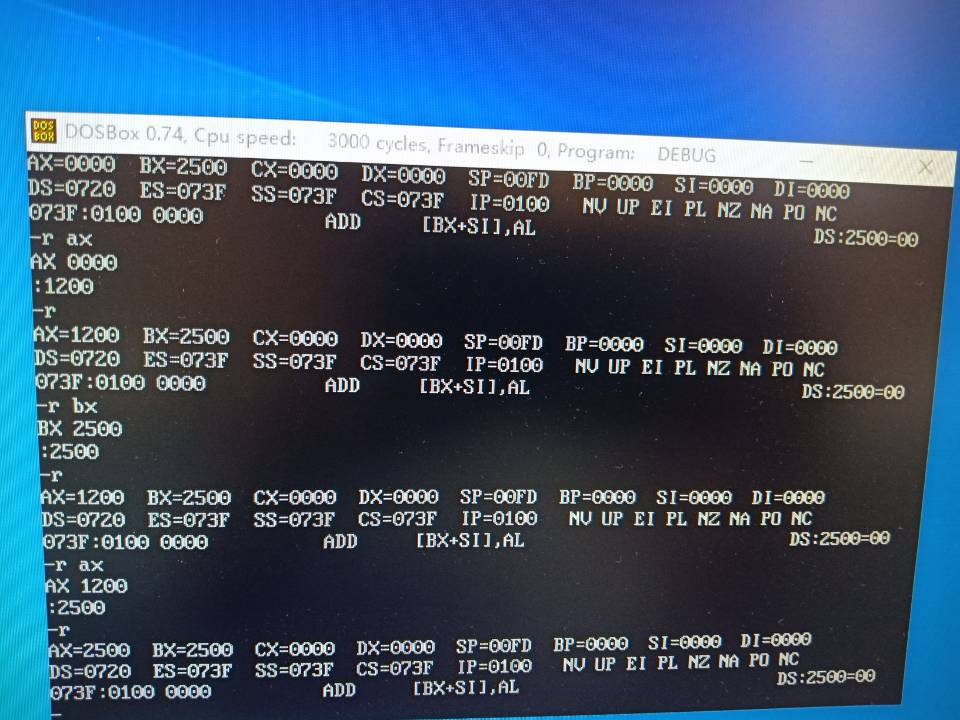 DOS BOX DOSBox 0.74, Cpu speed: 3000 cycles, Frameskip 0, Program: DEBUG
AX=0000 BX=2500 CX=0000 DX=0000 SP=00FD BP=0000 SI=0000 DI=0000
DS=0720 ES=073F SS=073F CS=073F IP=0100 NV UP EI PL NZ NA PO NC
073F:0100 0000 ADD [BX+SI],AL DS:2500=00
-r ax
AX 0000
:1200
-r
AX=1200 BX=2500 CX=0000 DX=0000 SP=00FD BP=0000 SI=0000 DI=0000
DS=0720 ES=073F SS=073F CS=073F IP=0100 NV UP EI PL NZ NA PO NC
073F:0100 0000 ADD [BX+SI],AL DS:2500=00
-r bx
BX 2500
:2500
-r
AX=1200 BX=2500 CX=0000 DX=0000 SP=00FD BP=0000 SI=0000 DI=0000
DS=0720 ES=073F SS=073F CS=073F IP=0100 NV UP EI PL NZ NA PO NC
073F:0100 0000 ADD [BX+SI],AL DS:2500=00
-r ax
AX 1200
:2500
-r
AX=2500 BX=2500 CX=0000 DX=0000 SP=00FD BP=0000 SI=0000 DI=0000
DS=0720 ES=073F SS=073F CS=073F IP=0100 NV UP EI PL NZ NA PO NC
073F:0100 0000 ADD [BX+SI],AL DS:2500=00